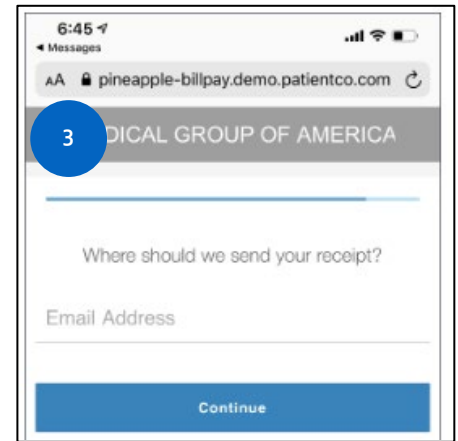 6:45
Messages
AA pineapple-billpay.demo.patientco.com
3
DICAL GROUP OF AMERICA
Where should we send your receipt?
Email Address
Continue